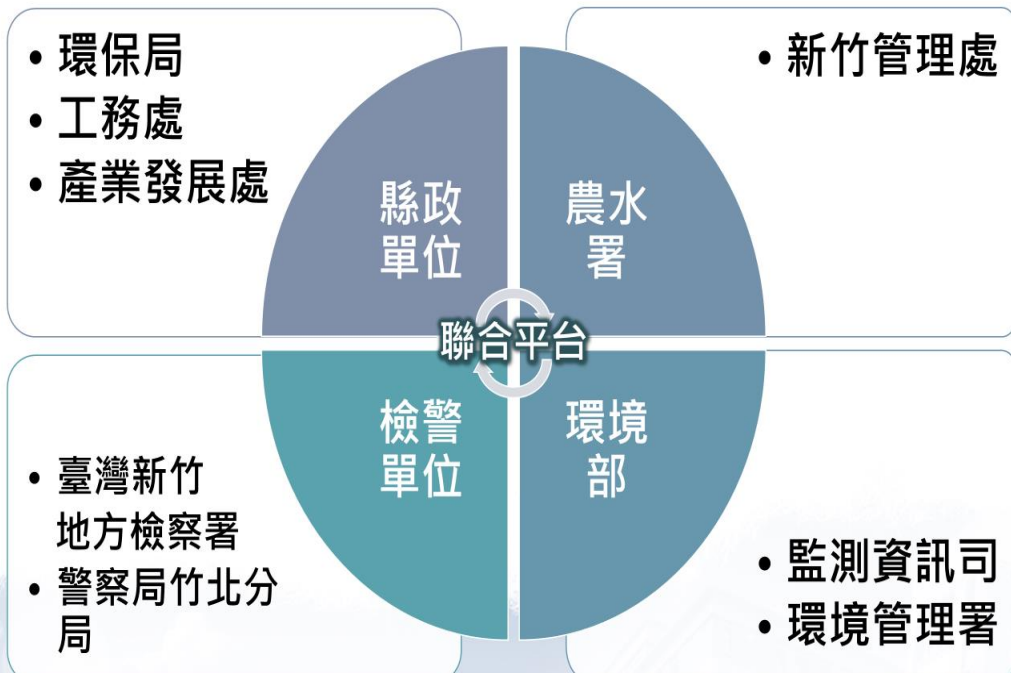 • 環保局
• 工務處
• 產業發展處
縣政
單位
農水
署
• 新竹管理處
聯合平台
• 臺灣新竹
地方檢察署
• 警察局竹北分
局
檢警
單位
環境
部
• 監測資訊司
• 環境管理署